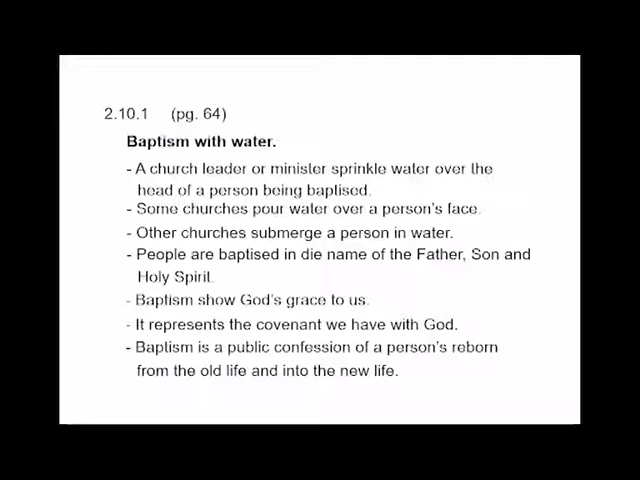 2.10.1 (pg. 64)
Baptism with water.
- A church leader or minister sprinkle water over the
head of a person being baptised.
- Some churches pour water over a person's face.
- Other churches submerge a person in water.
- People are baptised in die name of the Father, Son and
Holy Spirit.
- Baptism show God's grace to us.
- It represents the covenant we have with God.
- Baptism is a public confession of a person's reborn
from the old life and into the new life.